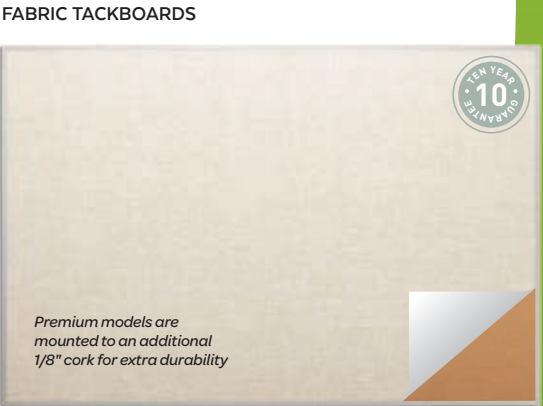 FABRIC TACKBOARDS
TEN YEAR
10
GUARANTEE
Premium models are
mounted to an additional
1/8" cork for extra durability